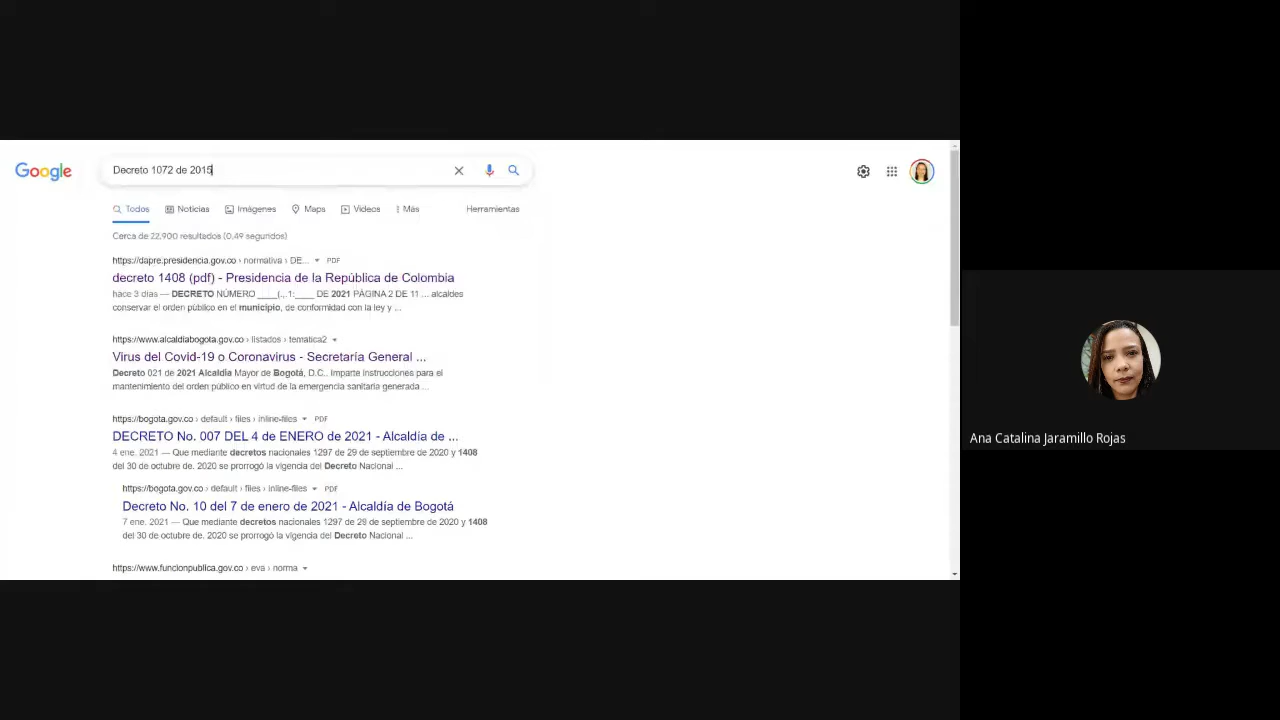 Google
Decreto 1072 de 2015
Todos Noticias Imágenes Maps Videos Más Herramientas
Cerca de 22,900 resultados (0.49 segundos)
https://dapre.presidencia.gov.co › normativa › DE... PDF
decreto 1408 (pdf) - Presidencia de la República de Colombia
hace 3 días — DECRETO NÚMERO ____(.,.1:____ DE 2021 PÁGINA 2 DE 11 ... alcaldes
conservar el orden público en el municipio, de conformidad con la ley y ...
https://www.alcaldiabogota.gov.co › listados › tematica2
Virus del Covid-19 o Coronavirus - Secretaría General ...
Decreto 021 de 2021 Alcaldía Mayor de Bogotá, D.C.. Imparte instrucciones para el
mantenimiento del orden público en virtud de la emergencia sanitaria generada ...
https://bogota.gov.co › default › files › inline-files PDF
DECRETO No. 007 DEL 4 de ENERO de 2021 - Alcaldía de ...
4 ene. 2021 — Que mediante decretos nacionales 1297 de 29 de septiembre de 2020 y 1408
del 30 de octubre de. 2020 se prorrogó la vigencia del Decreto Nacional ...
https://bogota.gov.co › default › files › inline-files PDF
Decreto No. 10 del 7 de enero de 2021 - Alcaldía de Bogotá
7 ene. 2021 — Que mediante decretos nacionales 1297 de 29 de septiembre de 2020 y 1408
del 30 de octubre de. 2020 se prorrogó la vigencia del Decreto Nacional ...
https://www.funcionpublica.gov.co › eva › norma
Ana Catalina Jaramillo Rojas